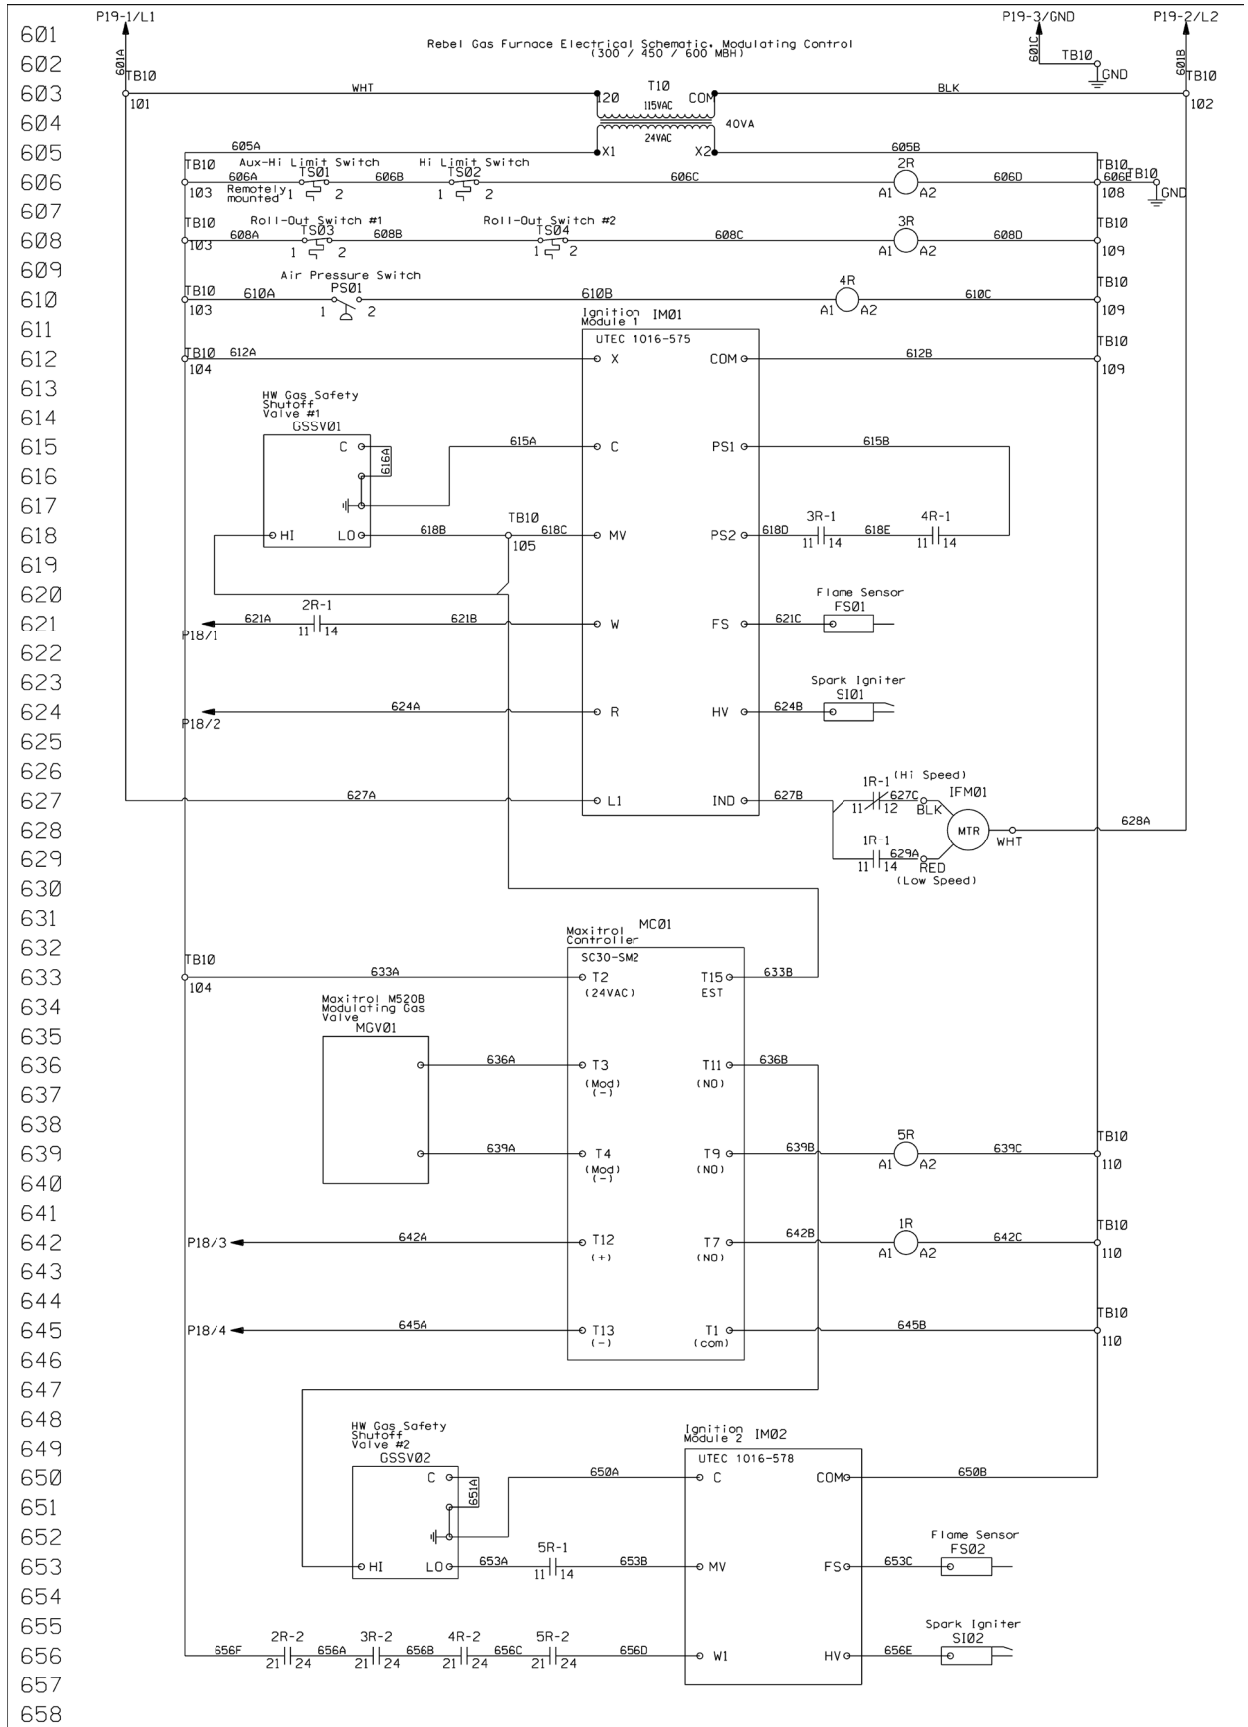 P19-1/L1 P19-3/GND P19-2/L2
601
601A 601C 601B
Rebel Gas Furnace Electrical Schematic, Modulating Control
(300 / 450 / 600 MBH)
602
TB10 GND
TB10 TB10
603
WHT T10 BLK
101 120 115VAC COM 102
604
24VAC 40VA
605
605A X1 X2 605B
TB10 Aux-Hi Limit Switch Hi Limit Switch 2R TB10
606
606A TS01 606B TS02 606C 606D 606E TB10
103 Remotely mounted 1 2 1 2 A1 A2 108 GND
607
TB10 Roll-Out Switch #1 Roll-Out Switch #2 3R TB10
608
608A TS03 608B TS04 608C 608D
103 1 2 1 2 A1 A2 109
609
Air Pressure Switch
TB10 PS01 4R TB10
610
610A 610B 610C
103 1 2 A1 A2 109
Ignition
Module 1 IM01
611
UTEC 1016-575
TB10 TB10
612
612A X COM 612B
104 109
613
HW Gas Safety
Shutoff
Valve #1
614
GSSV01
615
C 615A C PS1 615B
616
616A
617
TB10 3R-1 4R-1
618
HI LO 618B 618C MV PS2 618D 618E
105 11 14 11 14
619
620
Flame Sensor
2R-1 FS01
621
P18/1 621A 621B W FS 621C
11 14
622
623
Spark Igniter
SI01
624
P18/2 624A R HV 624B
625
626
1R-1 (Hi Speed)
627
627A L1 IND 627B 627C IFM01
11 12 BLK
628
MTR 628A
WHT
1R-1
629
629A
11 14 RED
(Low Speed)
630
631
Maxitrol
Controller MC01
632
SC30-SM2
TB10
633
633A T2 T15 633B
104 (24VAC) EST
634
Maxitrol M520B
Modulating Gas
Valve
MGV01
635
636
636A T3 T11 636B
(Mod) (NO)
(-)
637
638
5R TB10
639
639A T4 T9 639B 639C
(Mod) (NO) A1 A2 110
(-)
640
641
1R TB10
642
P18/3 642A T12 T7 642B 642C
(+) (NO) A1 A2 110
643
644
TB10
645
P18/4 645A T13 T1 645B
(-) (com) 110
646
647
648
HW Gas Safety
Shutoff
Valve #2
Ignition
Module 2 IM02
649
GSSV02 UTEC 1016-578
650
C 650A C COM 650B
651
651A
652
Flame Sensor
5R-1 FS02
653
HI LO 653A 653B MV FS 653C
11 14
654
655
Spark Igniter
2R-2 3R-2 4R-2 5R-2 SI02
656
656F 656A 656B 656C 656D W1 HV 656E
21 24 21 24 21 24 21 24
657
658